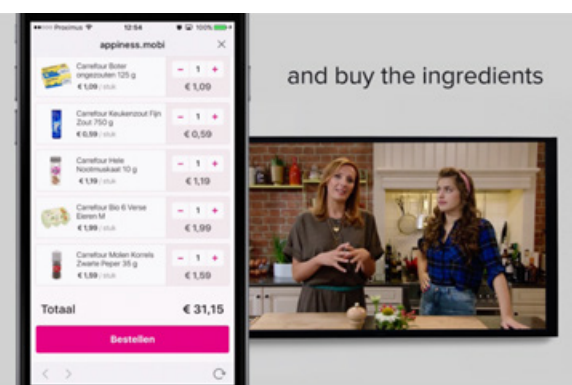 Proximus 12:54 100%
appiness.mobi
Carrefour Boter
ongezouten 125 g
€ 1,09 / stuk
- 1 +
€ 1,09
Carrefour Keukenzout Fijn
Zout 750 g
€ 0,59 / stuk
- 1 +
€ 0,59
Carrefour Hele
Nootmuskaat 10 g
€ 1,19 / stuk
- 1 +
€ 1,19
Carrefour Bio 6 Verse
Eieren M
€ 1,99 / stuk
- 1 +
€ 1,99
Carrefour Molen Korrels
Zwarte Peper 35 g
€ 1,59 / stuk
- 1 +
€ 1,59
Totaal € 31,15
Bestellen
and buy the ingredients